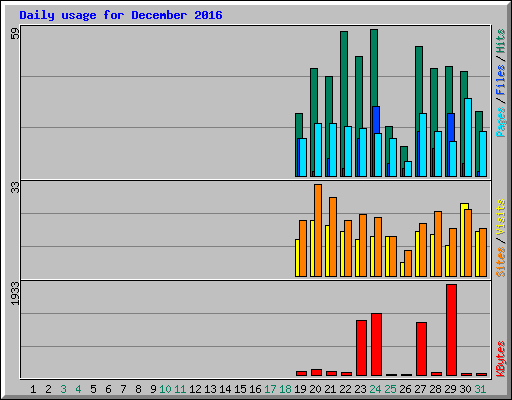 Daily usage for December 2016
59
33
1933
Pages / Files / Hits
Sites / Visits
KBytes
1 2 3 4 5 6 7 8 9 10 11 12 13 14 15 16 17 18 19 20 21 22 23 24 25 26 27 28 29 30 31